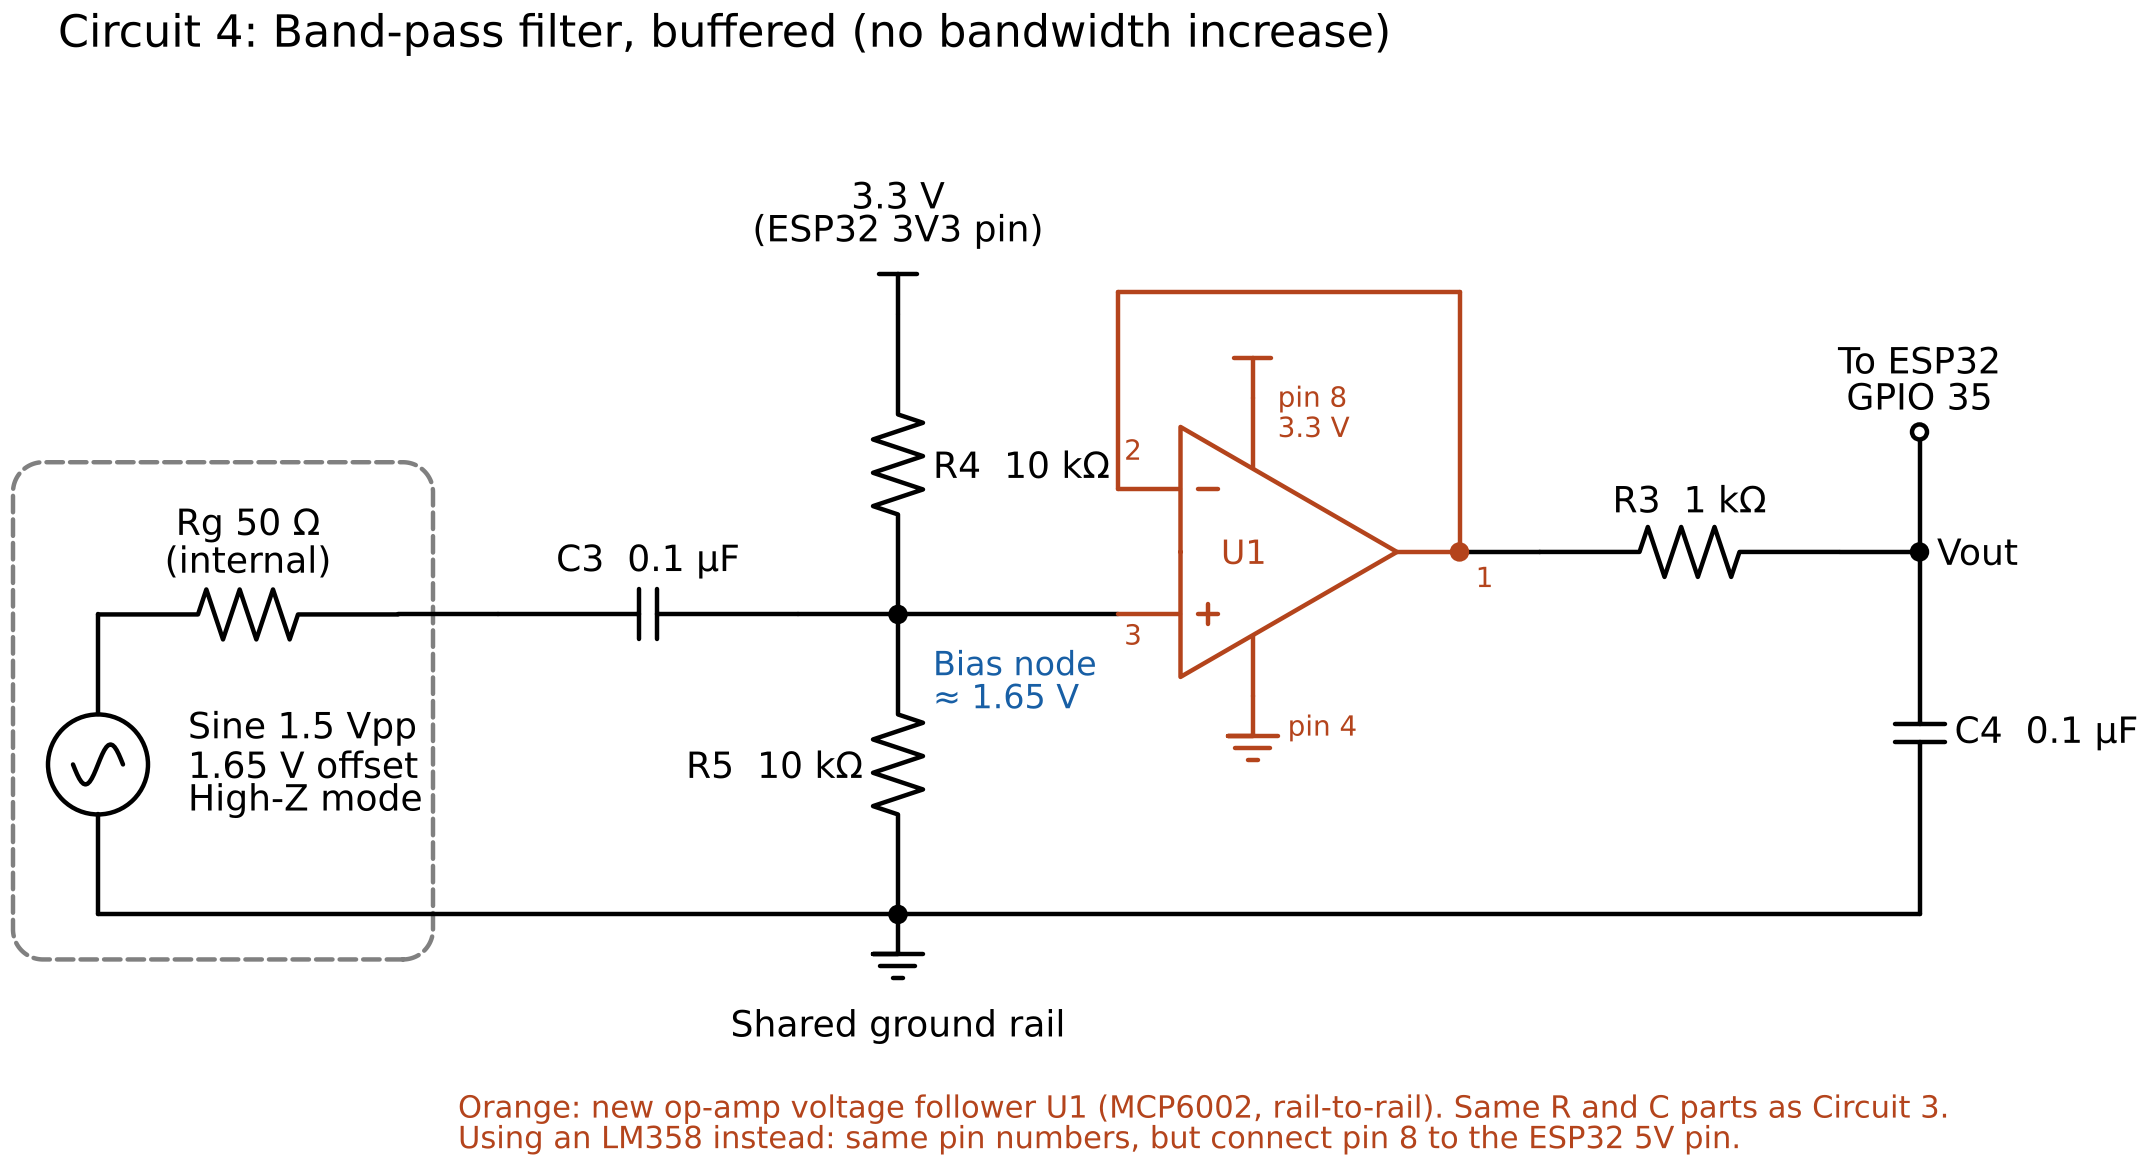 Circuit 4: Band-pass filter, buffered (no bandwidth increase)
3.3 V
(ESP32 3V3 pin)
To ESP32
GPIO 35
pin 8
3.3 V
2
R4  10 kΩ
−
R3  1 kΩ
Rg 50 Ω
(internal)
C3  0.1 µF
U1
1
Vout
+
3
Bias node
≈ 1.65 V
Sine 1.5 Vpp
1.65 V offset
High-Z mode
R5  10 kΩ
pin 4
C4  0.1 µF
Shared ground rail
Orange: new op-amp voltage follower U1 (MCP6002, rail-to-rail). Same R and C parts as Circuit 3.
Using an LM358 instead: same pin numbers, but connect pin 8 to the ESP32 5V pin.